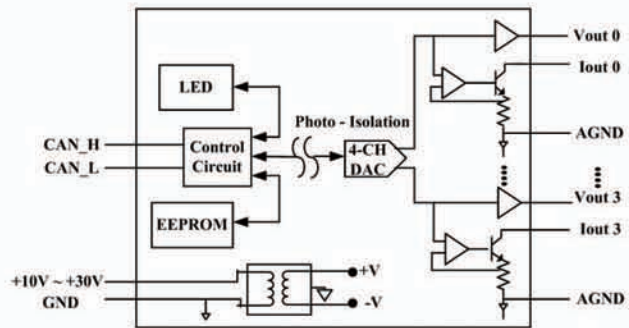 Vout 0
LED
Iout 0
Photo - Isolation
CAN_H
Control
Circuit
4-CH
DAC
AGND
CAN_L
Vout 3
EEPROM
Iout 3
+V
+10V ~ +30V
GND
-V
AGND